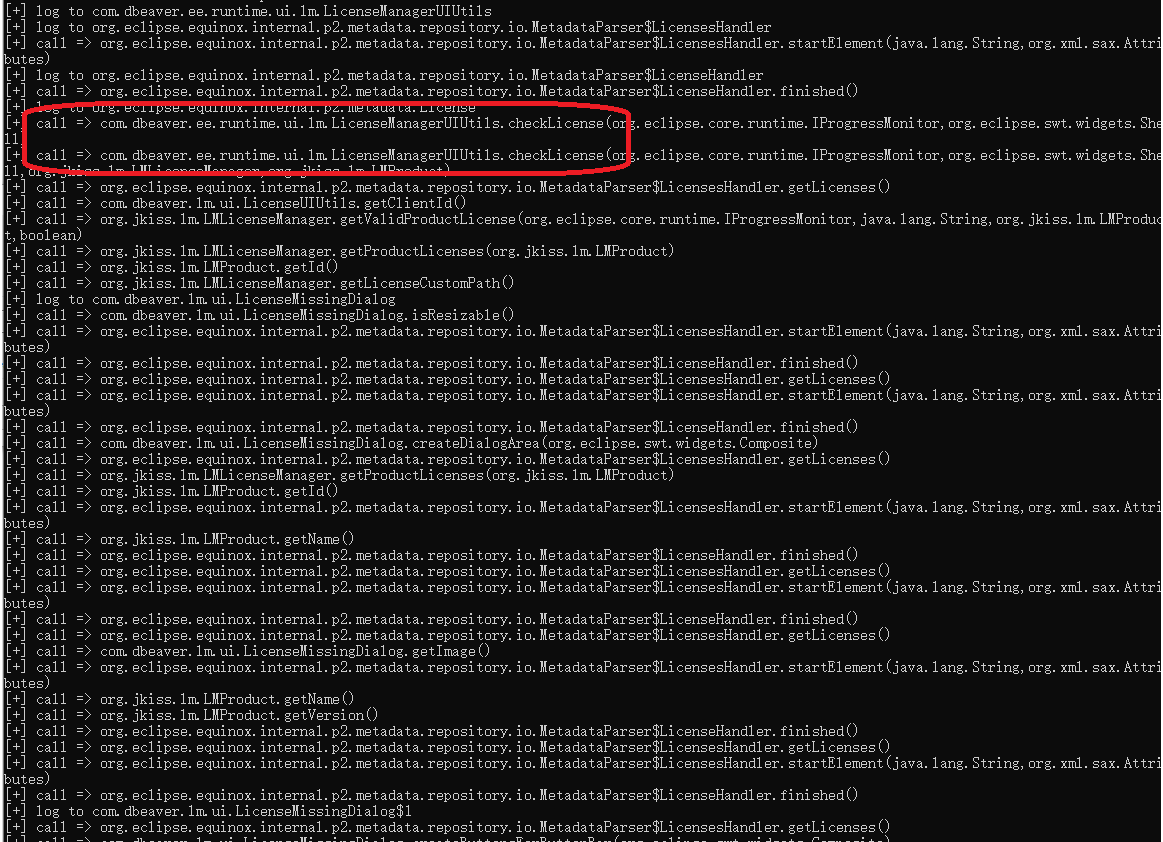 [+] log to com.dbeaver.ee.runtime.ui.lm.LicenseManagerUIUtils
[+] log to org.eclipse.equinox.internal.p2.metadata.repository.io.MetadataParser$LicensesHandler
[+] call => org.eclipse.equinox.internal.p2.metadata.repository.io.MetadataParser$LicensesHandler.startElement(java.lang.String,org.xml.sax.Attri
butes)
[+] log to org.eclipse.equinox.internal.p2.metadata.repository.io.MetadataParser$LicenseHandler
[+] call => org.eclipse.equinox.internal.p2.metadata.repository.io.MetadataParser$LicenseHandler.finished()
[+] log to org.eclipse.equinox.internal.p2.metadata.License
[+ call => com.dbeaver.ee.runtime.ui.lm.LicenseManagerUIUtils.checkLicense(org.eclipse.core.runtime.IProgressMonitor,org.eclipse.swt.widgets.She
ll,
[+ call => com.dbeaver.ee.runtime.ui.lm.LicenseManagerUIUtils.checkLicense(org.eclipse.core.runtime.IProgressMonitor,org.eclipse.swt.widgets.She
ll,org.jkiss.lm.LMLicenseManager,org.jkiss.lm.LMProduct)
[+] call => org.eclipse.equinox.internal.p2.metadata.repository.io.MetadataParser$LicensesHandler.getLicenses()
[+] call => com.dbeaver.lm.ui.LicenseUIUtils.getClientId()
[+] call => org.jkiss.lm.LMLicenseManager.getValidProductLicense(org.eclipse.core.runtime.IProgressMonitor,java.lang.String,org.jkiss.lm.LMProduc
t,boolean)
[+] call => org.jkiss.lm.LMLicenseManager.getProductLicenses(org.jkiss.lm.LMProduct)
[+] call => org.jkiss.lm.LMProduct.getId()
[+] call => org.jkiss.lm.LMLicenseManager.getLicenseCustomPath()
[+] log to com.dbeaver.lm.ui.LicenseMissingDialog
[+] call => com.dbeaver.lm.ui.LicenseMissingDialog.isResizable()
[+] call => org.eclipse.equinox.internal.p2.metadata.repository.io.MetadataParser$LicensesHandler.startElement(java.lang.String,org.xml.sax.Attri
butes)
[+] call => org.eclipse.equinox.internal.p2.metadata.repository.io.MetadataParser$LicenseHandler.finished()
[+] call => org.eclipse.equinox.internal.p2.metadata.repository.io.MetadataParser$LicensesHandler.getLicenses()
[+] call => org.eclipse.equinox.internal.p2.metadata.repository.io.MetadataParser$LicensesHandler.startElement(java.lang.String,org.xml.sax.Attri
butes)
[+] call => org.eclipse.equinox.internal.p2.metadata.repository.io.MetadataParser$LicenseHandler.finished()
[+] call => com.dbeaver.lm.ui.LicenseMissingDialog.createDialogArea(org.eclipse.swt.widgets.Composite)
[+] call => org.eclipse.equinox.internal.p2.metadata.repository.io.MetadataParser$LicensesHandler.getLicenses()
[+] call => org.jkiss.lm.LMLicenseManager.getProductLicenses(org.jkiss.lm.LMProduct)
[+] call => org.jkiss.lm.LMProduct.getId()
[+] call => org.eclipse.equinox.internal.p2.metadata.repository.io.MetadataParser$LicensesHandler.startElement(java.lang.String,org.xml.sax.Attri
butes)
[+] call => org.jkiss.lm.LMProduct.getName()
[+] call => org.eclipse.equinox.internal.p2.metadata.repository.io.MetadataParser$LicenseHandler.finished()
[+] call => org.eclipse.equinox.internal.p2.metadata.repository.io.MetadataParser$LicensesHandler.getLicenses()
[+] call => org.eclipse.equinox.internal.p2.metadata.repository.io.MetadataParser$LicensesHandler.startElement(java.lang.String,org.xml.sax.Attri
butes)
[+] call => org.eclipse.equinox.internal.p2.metadata.repository.io.MetadataParser$LicenseHandler.finished()
[+] call => org.eclipse.equinox.internal.p2.metadata.repository.io.MetadataParser$LicensesHandler.getLicenses()
[+] call => com.dbeaver.lm.ui.LicenseMissingDialog.getImage()
[+] call => org.eclipse.equinox.internal.p2.metadata.repository.io.MetadataParser$LicensesHandler.startElement(java.lang.String,org.xml.sax.Attri
butes)
[+] call => org.jkiss.lm.LMProduct.getName()
[+] call => org.jkiss.lm.LMProduct.getVersion()
[+] call => org.eclipse.equinox.internal.p2.metadata.repository.io.MetadataParser$LicenseHandler.finished()
[+] call => org.eclipse.equinox.internal.p2.metadata.repository.io.MetadataParser$LicensesHandler.getLicenses()
[+] call => org.eclipse.equinox.internal.p2.metadata.repository.io.MetadataParser$LicensesHandler.startElement(java.lang.String,org.xml.sax.Attri
butes)
[+] call => org.eclipse.equinox.internal.p2.metadata.repository.io.MetadataParser$LicenseHandler.finished()
[+] log to com.dbeaver.lm.ui.LicenseMissingDialog$1
[+] call => org.eclipse.equinox.internal.p2.metadata.repository.io.MetadataParser$LicensesHandler.getLicenses()